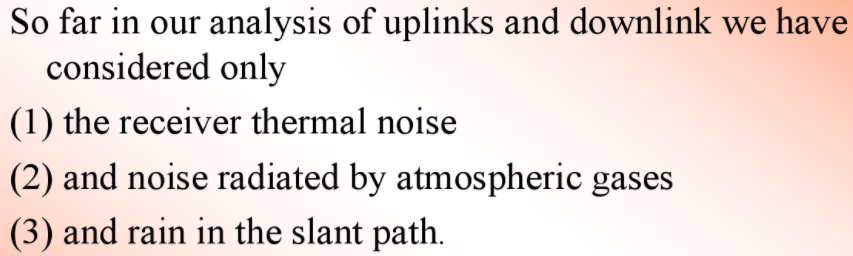 So far in our analysis of uplinks and downlink we have
considered only
(1) the receiver thermal noise
(2) and noise radiated by atmospheric gases
(3) and rain in the slant path.